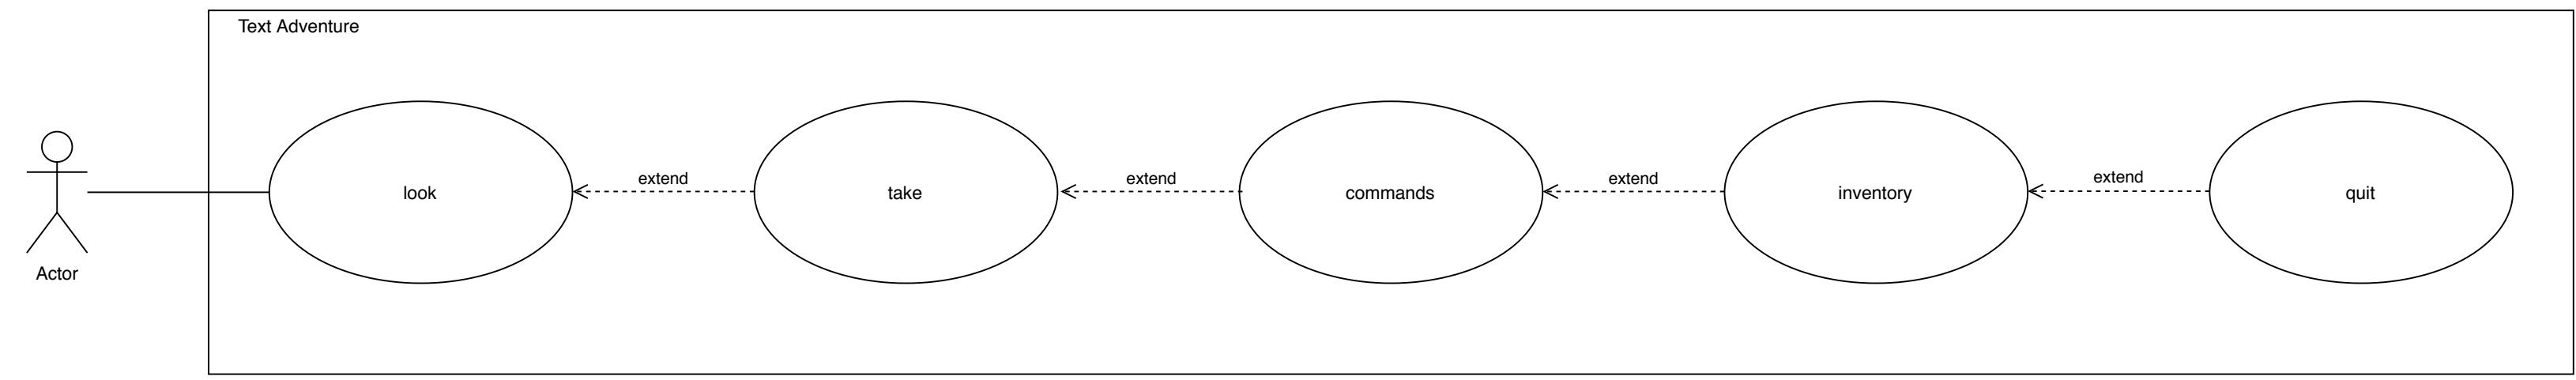 Text Adventure
extend
extend
extend
extend
look
take
commands
inventory
quit
Actor